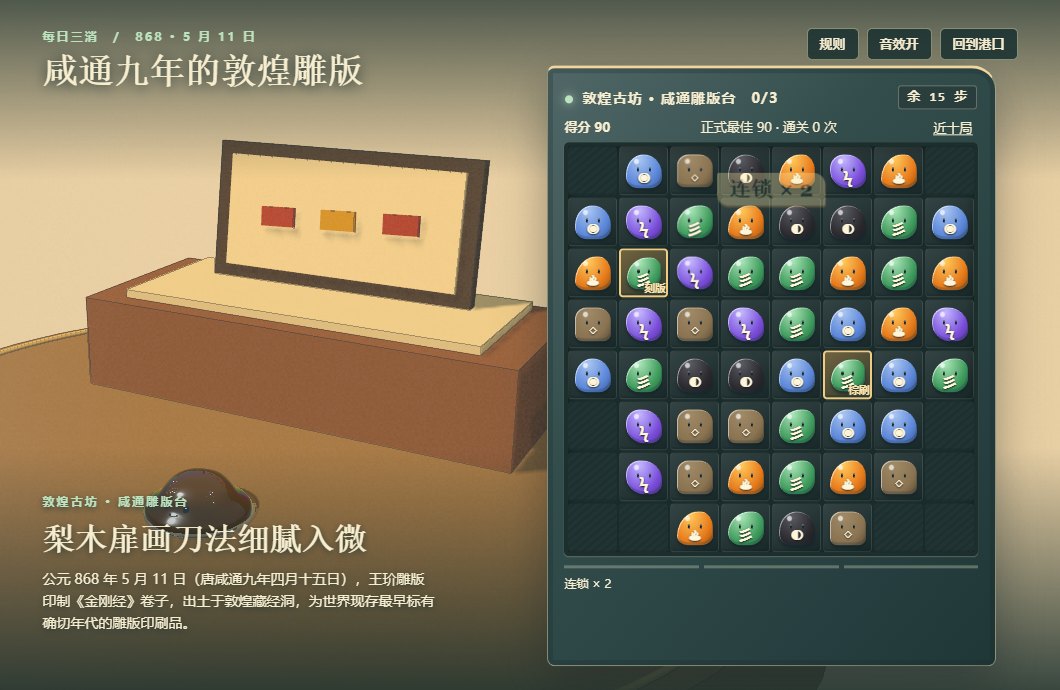 每日三消 / 868 · 5 月 11 日
咸通九年的敦煌雕版
规则
音效开
回到港口
敦煌古坊 · 咸通雕版台 0/3
余 15 步
得分 90
正式最佳 90 · 通关 0 次
近十局
连锁 × 2
刻版
棕刷
连锁 × 2
敦煌古坊 · 咸通雕版台
梨木扉画刀法细腻入微
公元 868 年 5 月 11 日（唐咸通九年四月十五日），王玠雕版
印制《金刚经》卷子，出土于敦煌藏经洞，为世界现存最早标有
确切年代的雕版印刷品。